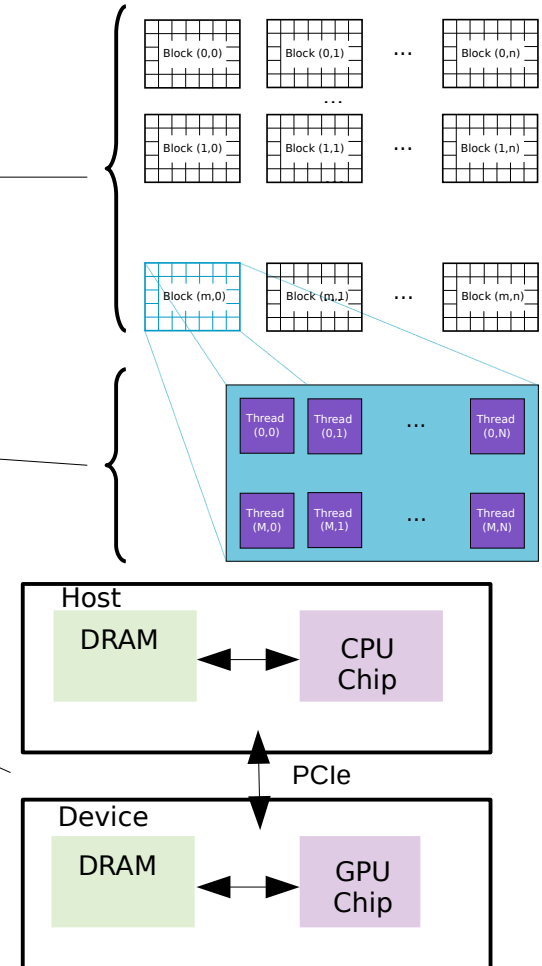 Block (0,0) Block (0,1) ... Block (0,n)
...
Block (1,0) Block (1,1) ... Block (1,n)
...
Block (m,0) Block (m,1) ... Block (m,n)
...
Thread Thread ... Thread
(0,0) (0,1) (0,N)
Thread Thread ... Thread
(M,0) (M,1) (M,N)
Host
DRAM
CPU
Chip
PCIe
Device
DRAM
GPU
Chip